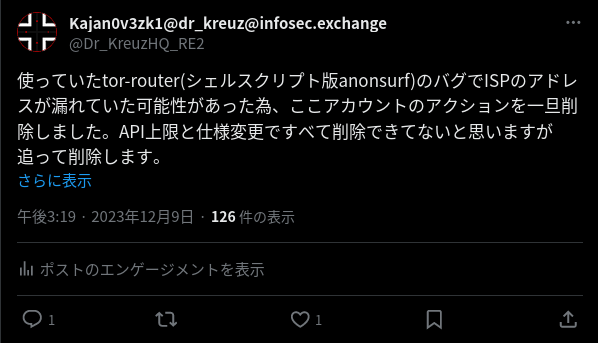 Kajan0v3zk1@dr_kreuz@infosec.exchange
@Dr_KreuzHQ_RE2
使っていたtor-router(シェルスクリプト版anonsurf)のバグでISPのアドレ
スが漏れていた可能性があった為、ここアカウントのアクションを一旦削
除しました。API上限と仕様変更ですべて削除できてないと思いますが
追って削除します。
さらに表示
午後3:19 · 2023年12月9日 · 126 件の表示
ポストのエンゲージメントを表示
1
1